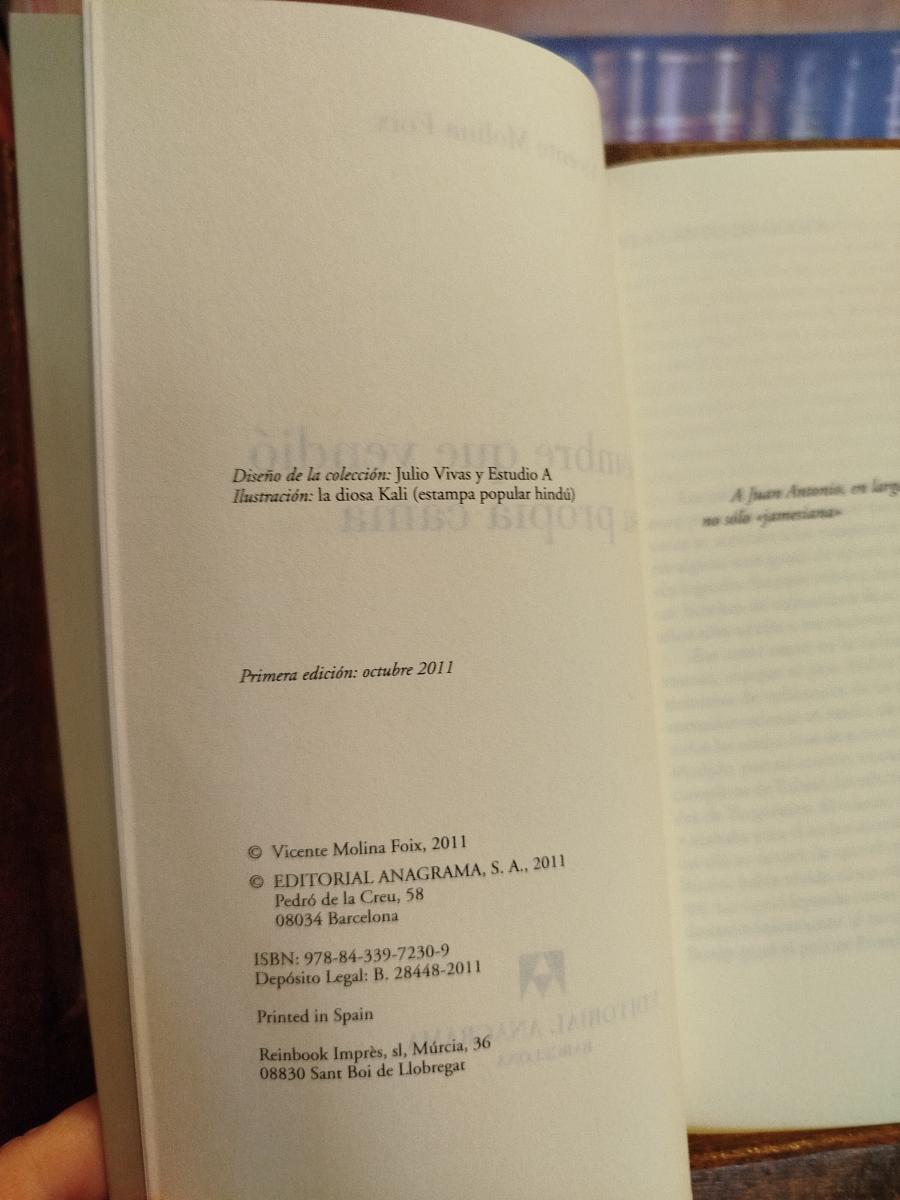 Diseño de la colección: Julio Vivas y Estudio A
Ilustración: la diosa Kali (estampa popular hindú)
Primera edición: octubre 2011
© Vicente Molina Foix, 2011
© EDITORIAL ANAGRAMA, S. A., 2011
Pedró de la Creu, 58
08034 Barcelona
ISBN: 978-84-339-7230-9
Depósito Legal: B. 28448-2011
Printed in Spain
Reinbook Imprès, sl, Múrcia, 36
08830 Sant Boi de Llobregat
A Juan Antonio, en larg
no sólo «jamesiana»